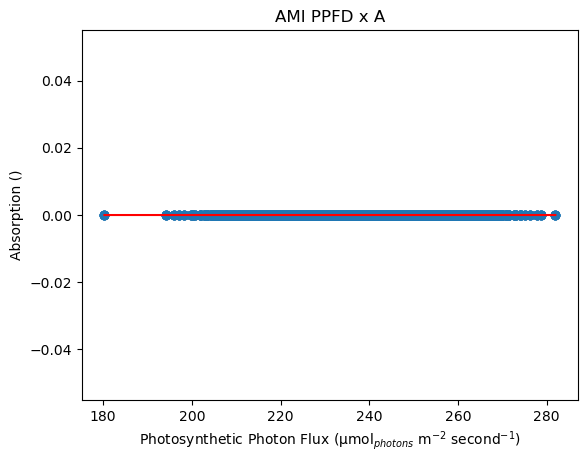 AMI PPFD x A
0.04
0.02
0.00
−0.02
−0.04
Absorption ()
180 200 220 240 260 280
Photosynthetic Photon Flux (μmol$_{photons}$ m$^{-2}$ second$^{-1}$)